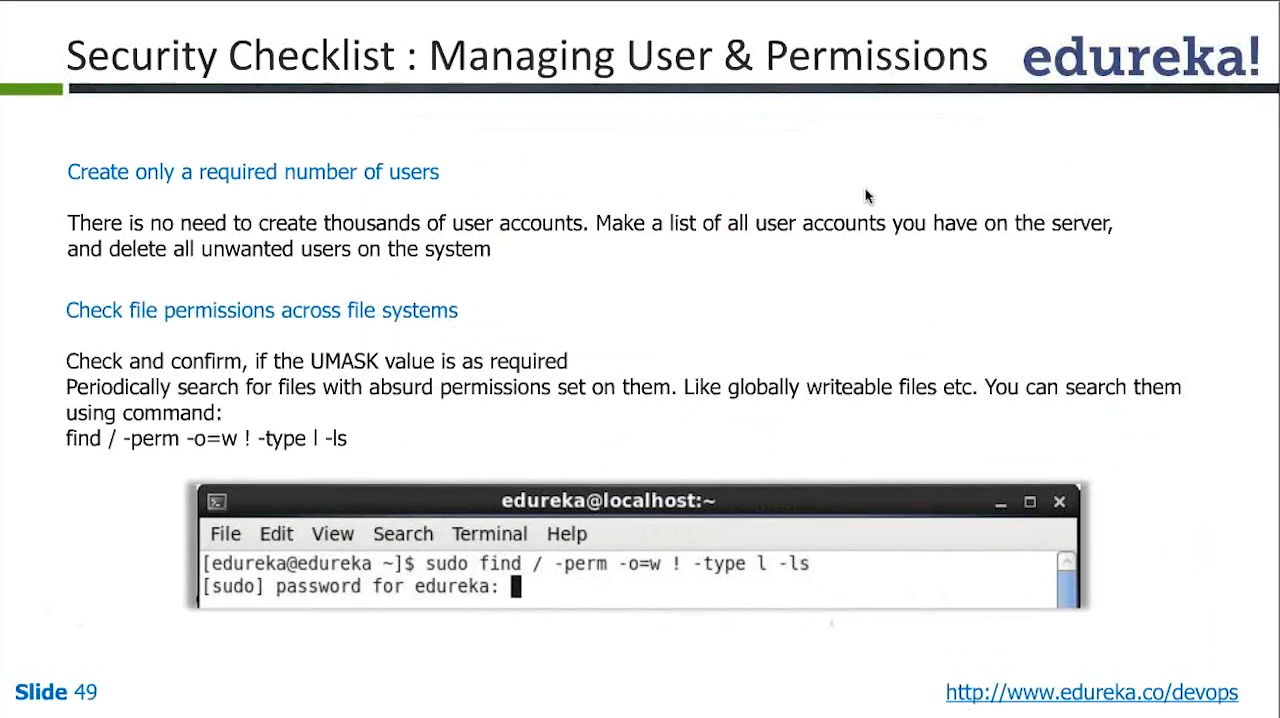 Security Checklist : Managing User & Permissions
edureka!
Create only a required number of users
There is no need to create thousands of user accounts. Make a list of all user accounts you have on the server,
and delete all unwanted users on the system
Check file permissions across file systems
Check and confirm, if the UMASK value is as required
Periodically search for files with absurd permissions set on them. Like globally writeable files etc. You can search them
using command:
find / -perm -o=w ! -type l -ls
edureka@localhost:~
File Edit View Search Terminal Help
[edureka@edureka ~]$ sudo find / -perm -o=w ! -type l -ls
[sudo] password for edureka:
Slide 49
http://www.edureka.co/devops